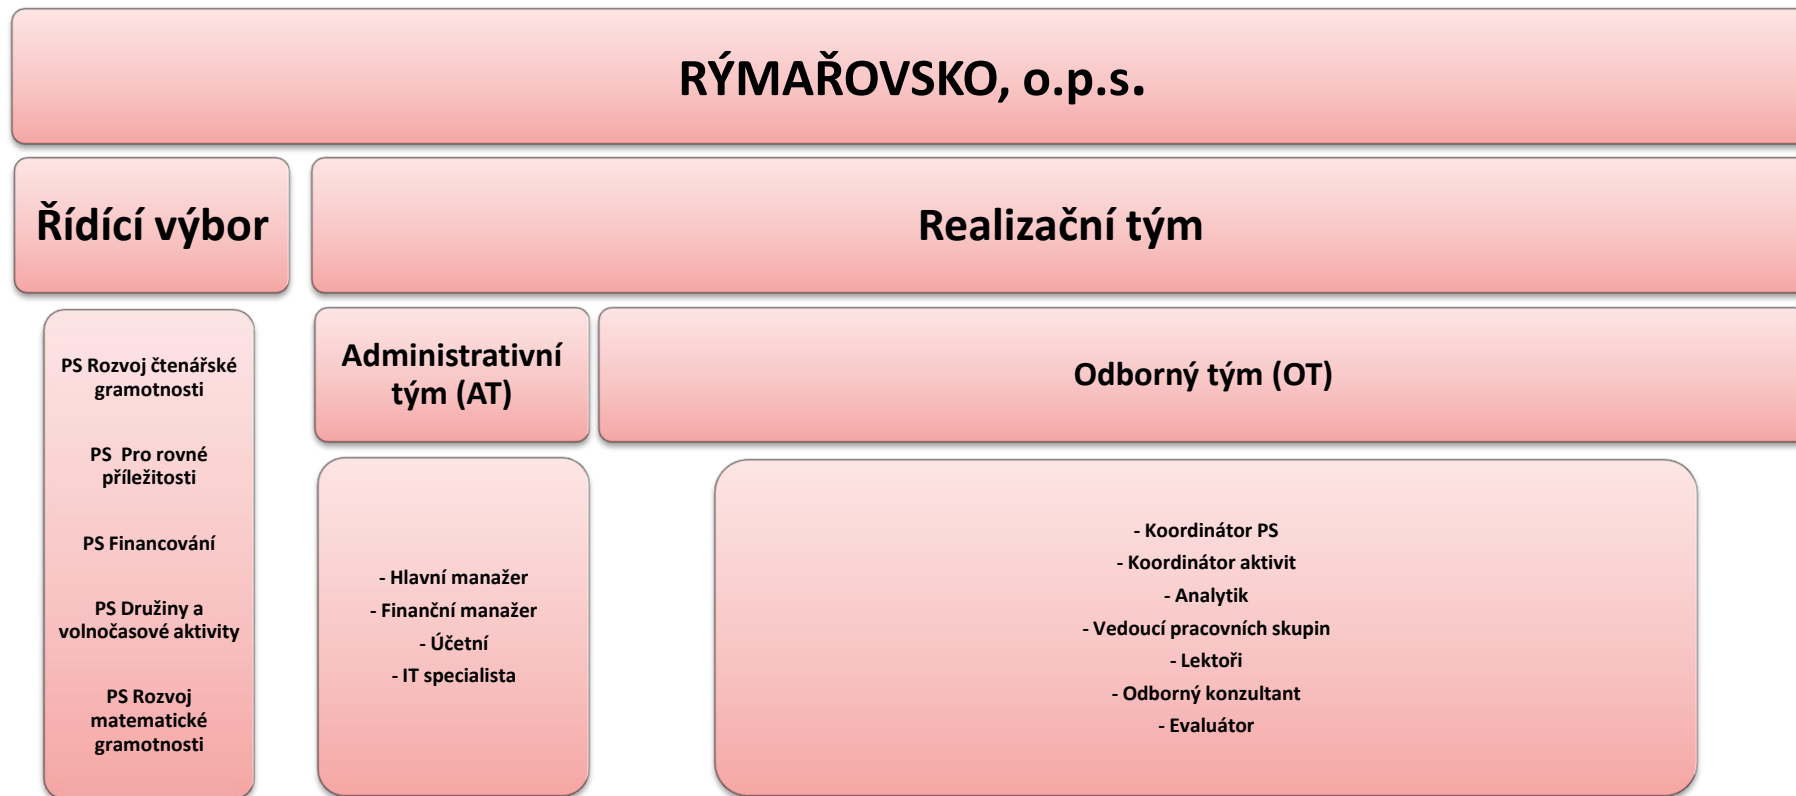 RÝMAŘOVSKO, o.p.s.
Řídící výbor
Realizační tým
PS Rozvoj čtenářské
gramotnosti
PS  Pro rovné
příležitosti
PS Financování
PS Družiny a
volnočasové aktivity
PS Rozvoj
matematické
gramotnosti
Administrativní
tým (AT)
- Hlavní manažer
- Finanční manažer
- Účetní
- IT specialista
Odborný tým (OT)
- Koordinátor PS
- Koordinátor aktivit
- Analytik
- Vedoucí pracovních skupin
- Lektoři
- Odborný konzultant
- Evaluátor